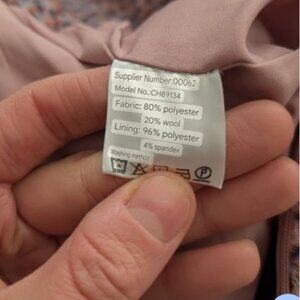 Supplier Number:00062
Model No.:CH89134
Fabric: 80% polyester
20% wool
Lining: 96% polyester
4% spandex
Washing method